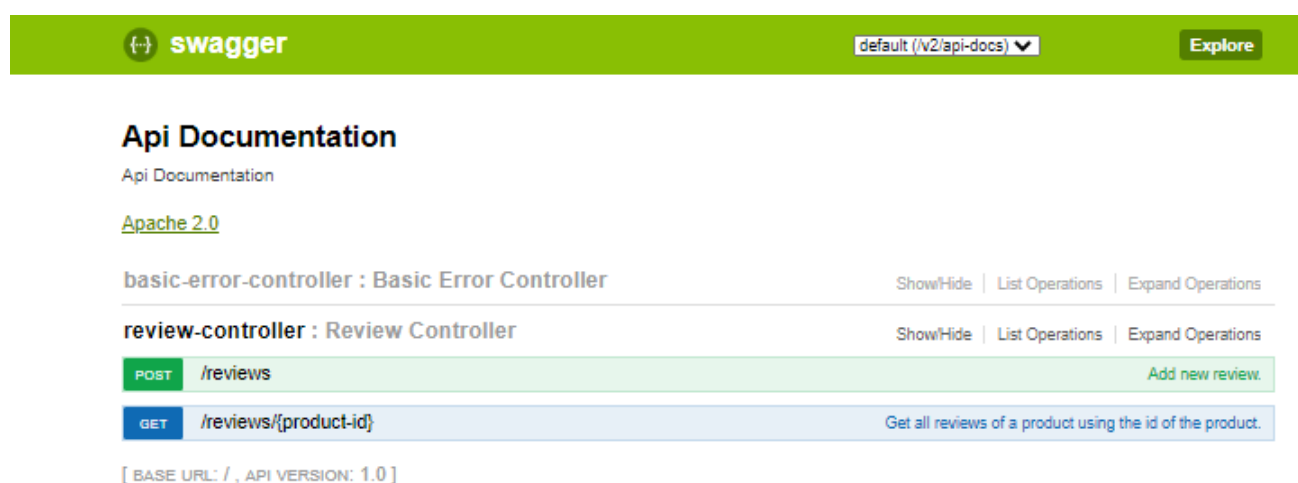 {··} swagger default (/v2/api-docs) Explore
Api Documentation
Api Documentation
Apache 2.0
basic-error-controller : Basic Error Controller Show/Hide | List Operations | Expand Operations
review-controller : Review Controller Show/Hide | List Operations | Expand Operations
POST /reviews Add new review.
GET /reviews/{product-id} Get all reviews of a product using the id of the product.
[ BASE URL: / , API VERSION: 1.0 ]